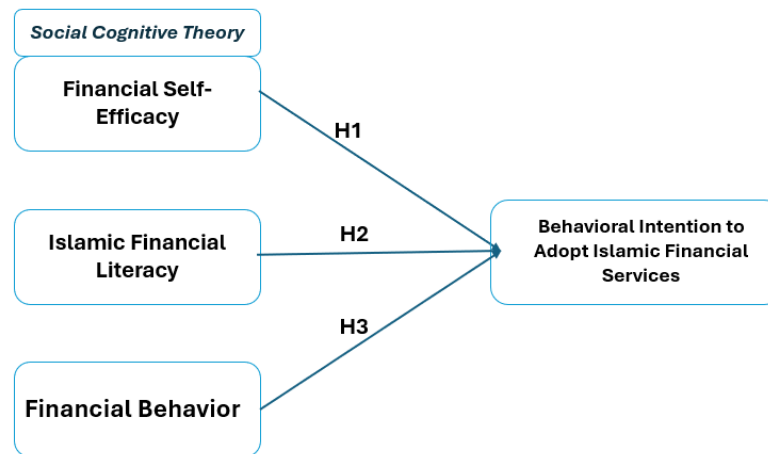 Social Cognitive Theory
Financial Self-
Efficacy
H1
Islamic Financial
Literacy
H2
Behavioral Intention to
Adopt Islamic Financial
Services
H3
Financial Behavior